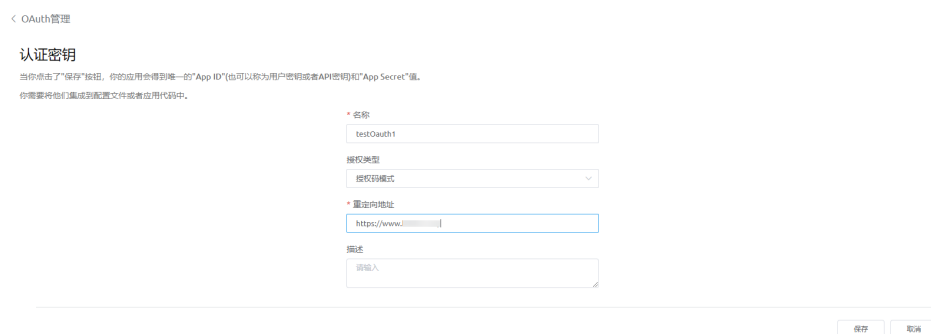 < OAuth管理
认证密钥
当你点击了"保存"按钮，你的应用会得到唯一的"App ID"(也可以称为用户密钥或者API密钥)和"App Secret"值。
你需要将他们集成到配置文件或者应用代码中。
* 名称
testOauth1
授权类型
授权码模式
* 重定向地址
https://www.
描述
请输入
保存 取消